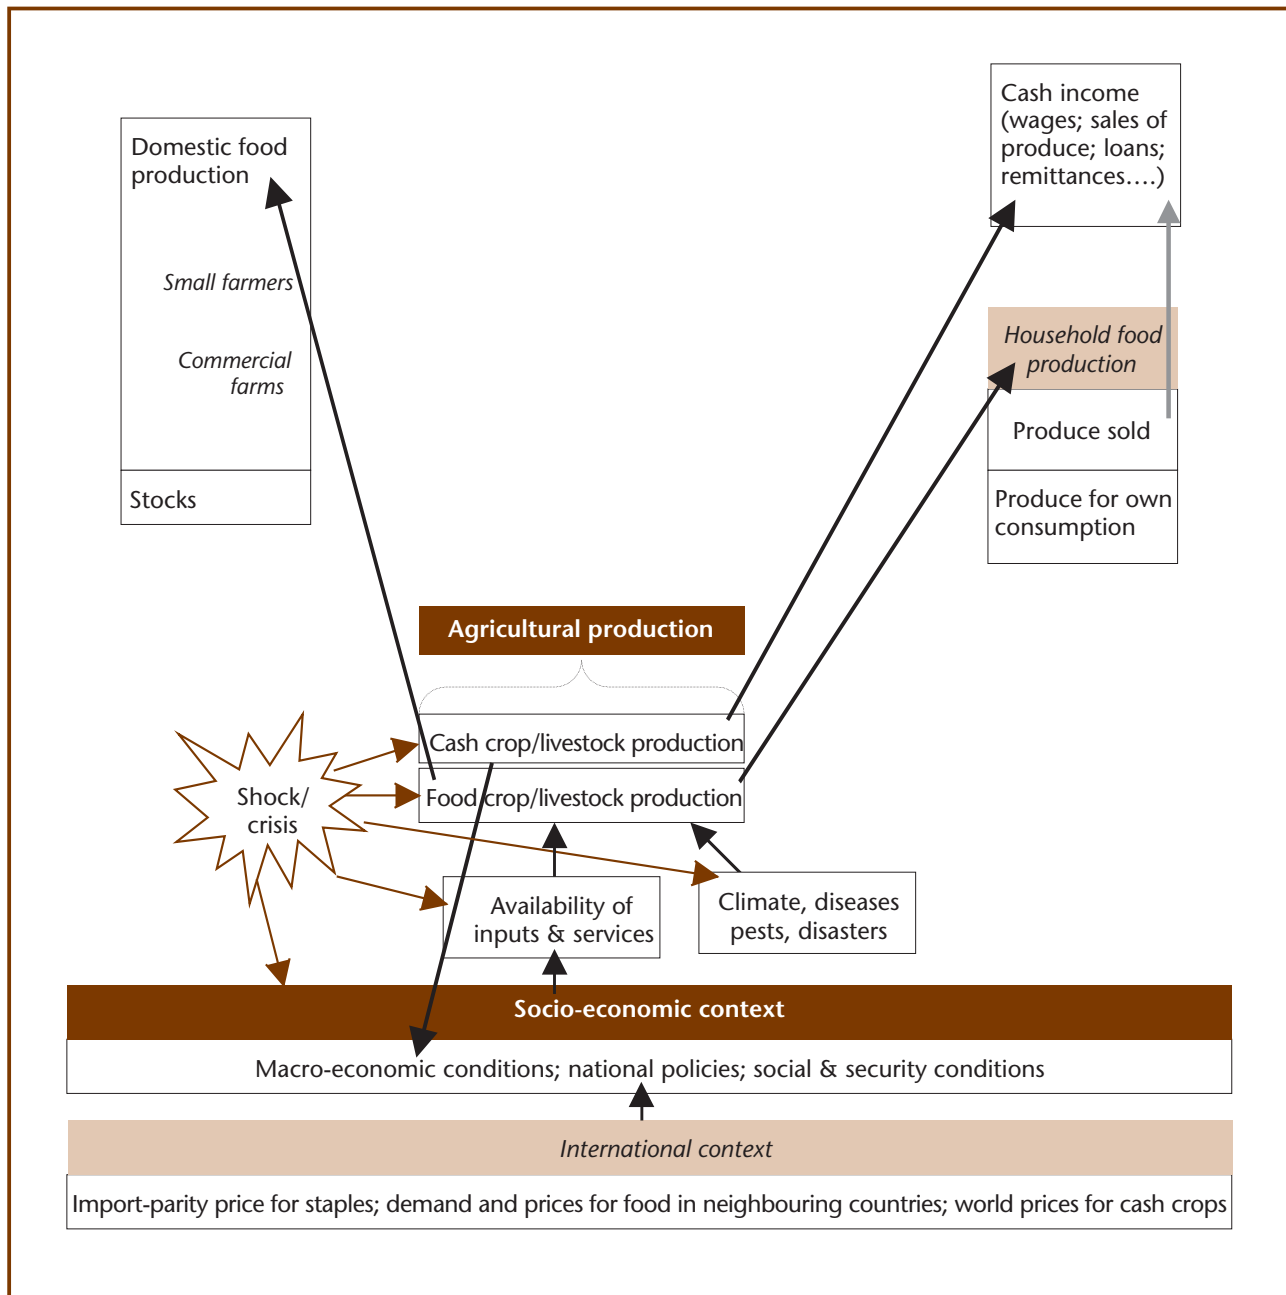 Cash income
(wages; sales of
produce; loans;
remittances….)
Domestic food
production
Small farmers
Commercial
farms
Stocks
Household food
production
Produce sold
Produce for own
consumption
Agricultural production
Cash crop/livestock production
Food crop/livestock production
Shock/
crisis
Availability of
inputs & services
Climate, diseases
pests, disasters
Socio-economic context
Macro-economic conditions; national policies; social & security conditions
International context
Import-parity price for staples; demand and prices for food in neighbouring countries; world prices for cash crops